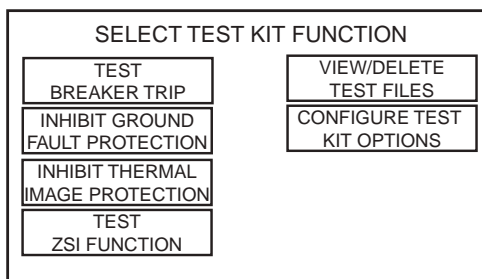 SELECT TEST KIT FUNCTION
TEST
BREAKER TRIP
INHIBIT GROUND
FAULT PROTECTION
INHIBIT THERMAL
IMAGE PROTECTION
TEST
ZSI FUNCTION
VIEW/DELETE
TEST FILES
CONFIGURE TEST
KIT OPTIONS